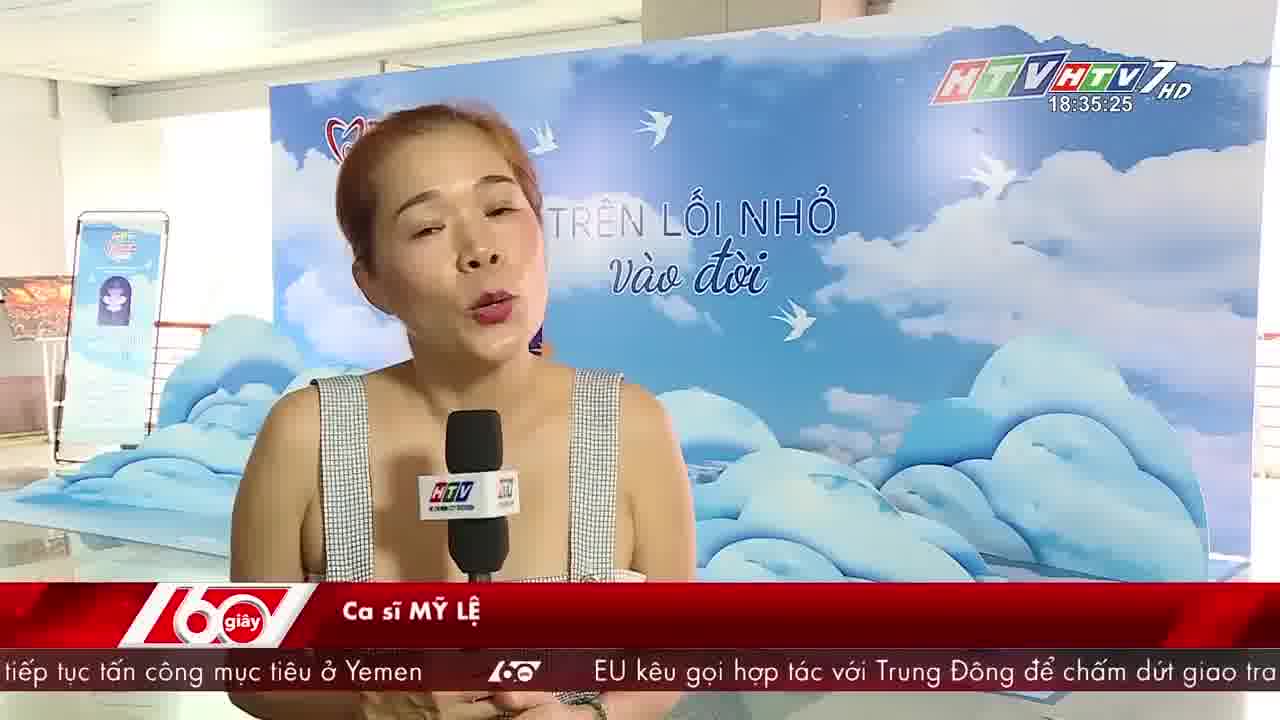 HTV HTV7 HD
18:35:25
TRÊN LỐI NHỎ
vào đời
HTV
60 giây
Ca sĩ MỸ LỆ
tiếp tục tấn công mục tiêu ở Yemen 60 EU kêu gọi hợp tác với Trung Đông để chấm dứt giao tra